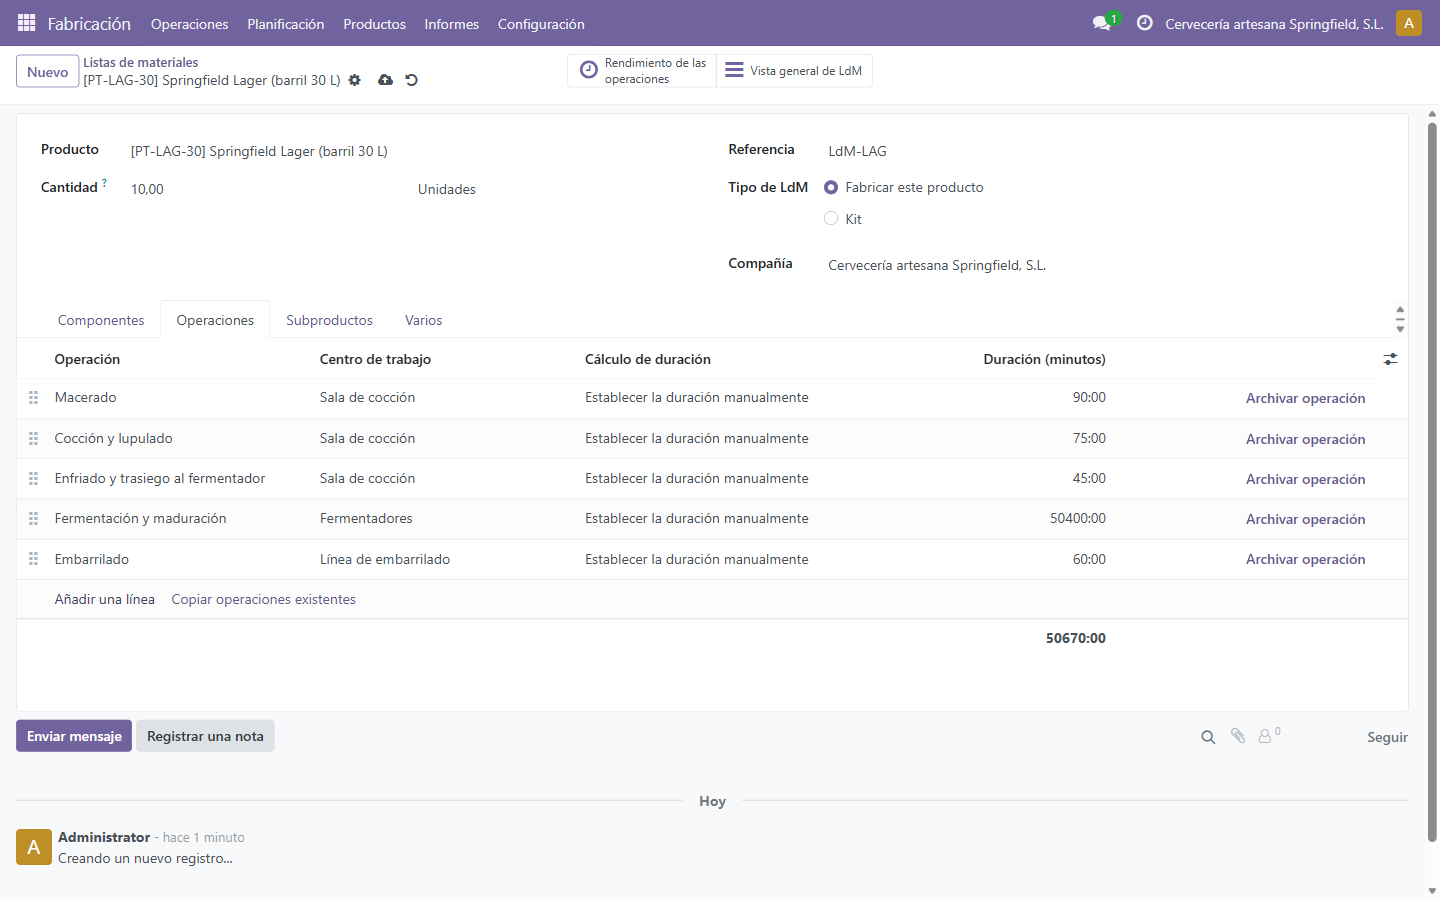 Fabricación Operaciones Planificación Productos Informes Configuración 1 Cervecería artesana Springfield, S.L. A
Nuevo
Listas de materiales
[PT-LAG-30] Springfield Lager (barril 30 L)
Rendimiento de las operaciones
Vista general de LdM
Producto [PT-LAG-30] Springfield Lager (barril 30 L)
Cantidad ? 10,00 Unidades
Referencia LdM-LAG
Tipo de LdM Fabricar este producto
Kit
Compañía Cervecería artesana Springfield, S.L.
Componentes Operaciones Subproductos Varios
Operación Centro de trabajo Cálculo de duración Duración (minutos)
Macerado Sala de cocción Establecer la duración manualmente 90:00 Archivar operación
Cocción y lupulado Sala de cocción Establecer la duración manualmente 75:00 Archivar operación
Enfriado y trasiego al fermentador Sala de cocción Establecer la duración manualmente 45:00 Archivar operación
Fermentación y maduración Fermentadores Establecer la duración manualmente 50400:00 Archivar operación
Embarrilado Línea de embarrilado Establecer la duración manualmente 60:00 Archivar operación
Añadir una línea Copiar operaciones existentes
50670:00
Enviar mensaje Registrar una nota 0 Seguir
Hoy
A Administrator - hace 1 minuto
Creando un nuevo registro...